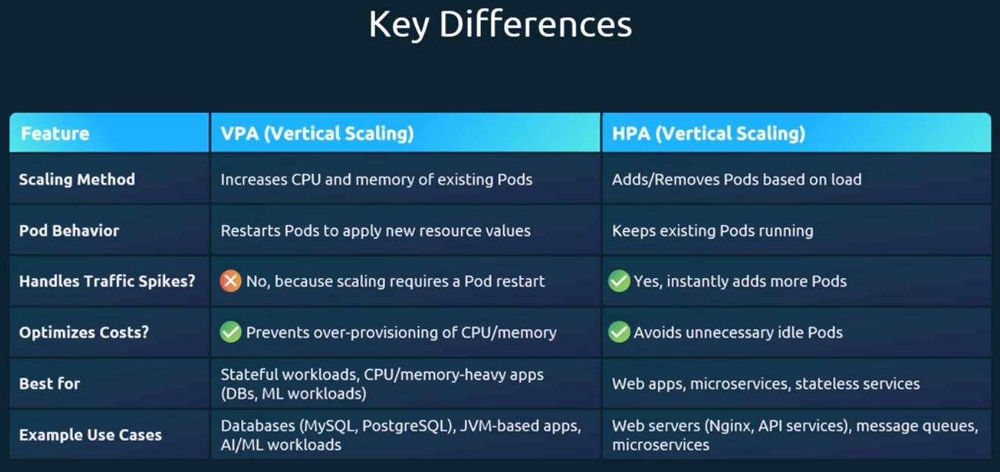 Key Differences
Feature
VPA (Vertical Scaling)
HPA (Vertical Scaling)
Scaling Method
Increases CPU and memory of existing Pods
Adds/Removes Pods based on load
Pod Behavior
Restarts Pods to apply new resource values
Keeps existing Pods running
Handles Traffic Spikes?
No, because scaling requires a Pod restart
Yes, instantly adds more Pods
Optimizes Costs?
Prevents over-provisioning of CPU/memory
Avoids unnecessary idle Pods
Best for
Stateful workloads, CPU/memory-heavy apps
(DBs, ML workloads)
Web apps, microservices, stateless services
Example Use Cases
Databases (MySQL, PostgreSQL), JVM-based apps,
AI/ML workloads
Web servers (Nginx, API services), message queues,
microservices